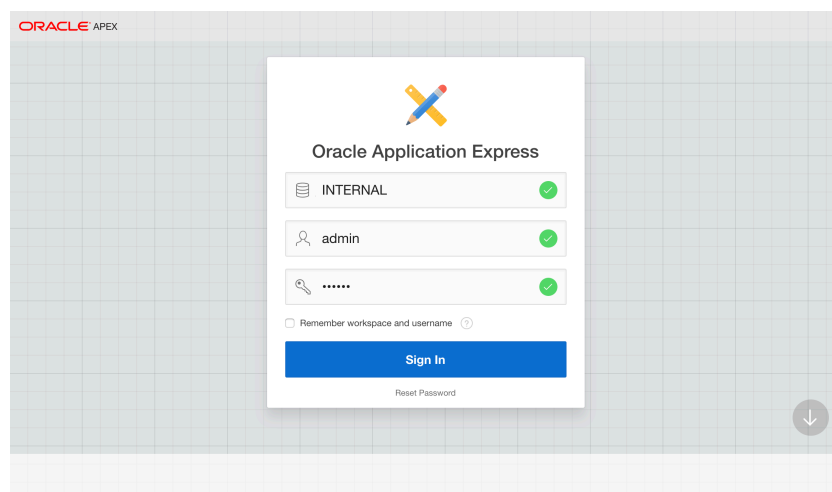 ORACLE APEX
Oracle Application Express
INTERNAL
admin
••••••
Remember workspace and username ?
Sign In
Reset Password